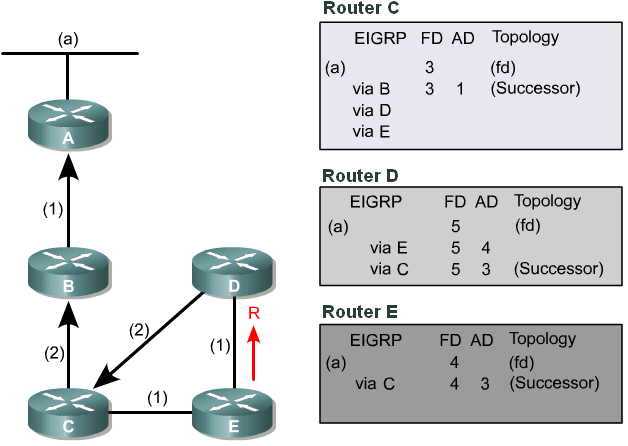 (a)
A
(1)
B
D
(2)
(2)
R
(1)
(1)
C
E
Router C
EIGRP FD AD Topology
(a) 3 (fd)
via B 3 1 (Successor)
via D
via E
Router D
EIGRP FD AD Topology
(a) 5 (fd)
via E 5 4
via C 5 3 (Successor)
Router E
EIGRP FD AD Topology
(a) 4 (fd)
via C 4 3 (Successor)